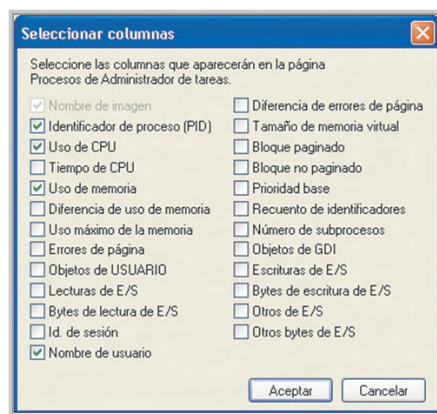 Seleccionar columnas
Seleccione las columnas que aparecerán en la página
Procesos de Administrador de tareas.
Nombre de imagen
Identificador de proceso (PID)
Uso de CPU
Tiempo de CPU
Uso de memoria
Diferencia de uso de memoria
Uso máximo de la memoria
Errores de página
Objetos de USUARIO
Lecturas de E/S
Bytes de lectura de E/S
Id. de sesión
Nombre de usuario
Diferencia de errores de página
Tamaño de memoria virtual
Bloque paginado
Bloque no paginado
Prioridad base
Recuento de identificadores
Número de subprocesos
Objetos de GDI
Escrituras de E/S
Bytes de escritura de E/S
Otros de E/S
Otros bytes de E/S
Aceptar
Cancelar